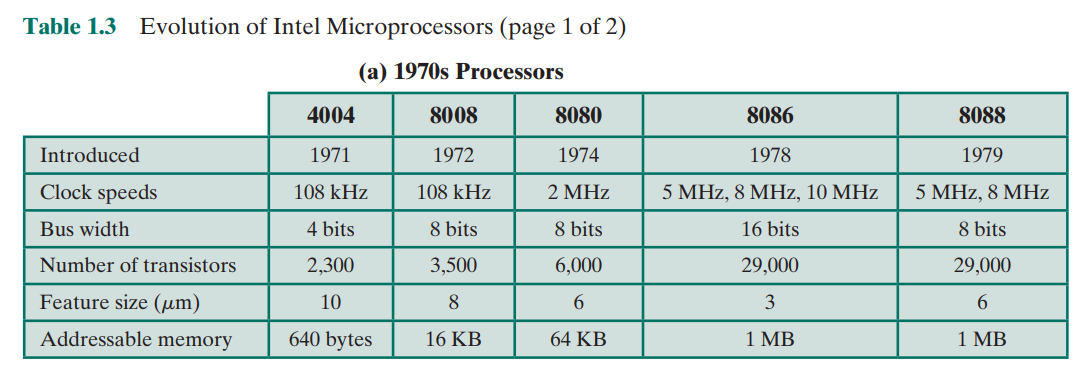 Table 1.3 Evolution of Intel Microprocessors (page 1 of 2)
(a) 1970s Processors
4004 8008 8080 8086 8088
Introduced 1971 1972 1974 1978 1979
Clock speeds 108 kHz 108 kHz 2 MHz 5 MHz, 8 MHz, 10 MHz 5 MHz, 8 MHz
Bus width 4 bits 8 bits 8 bits 16 bits 8 bits
Number of transistors 2,300 3,500 6,000 29,000 29,000
Feature size (μm) 10 8 6 3 6
Addressable memory 640 bytes 16 KB 64 KB 1 MB 1 MB